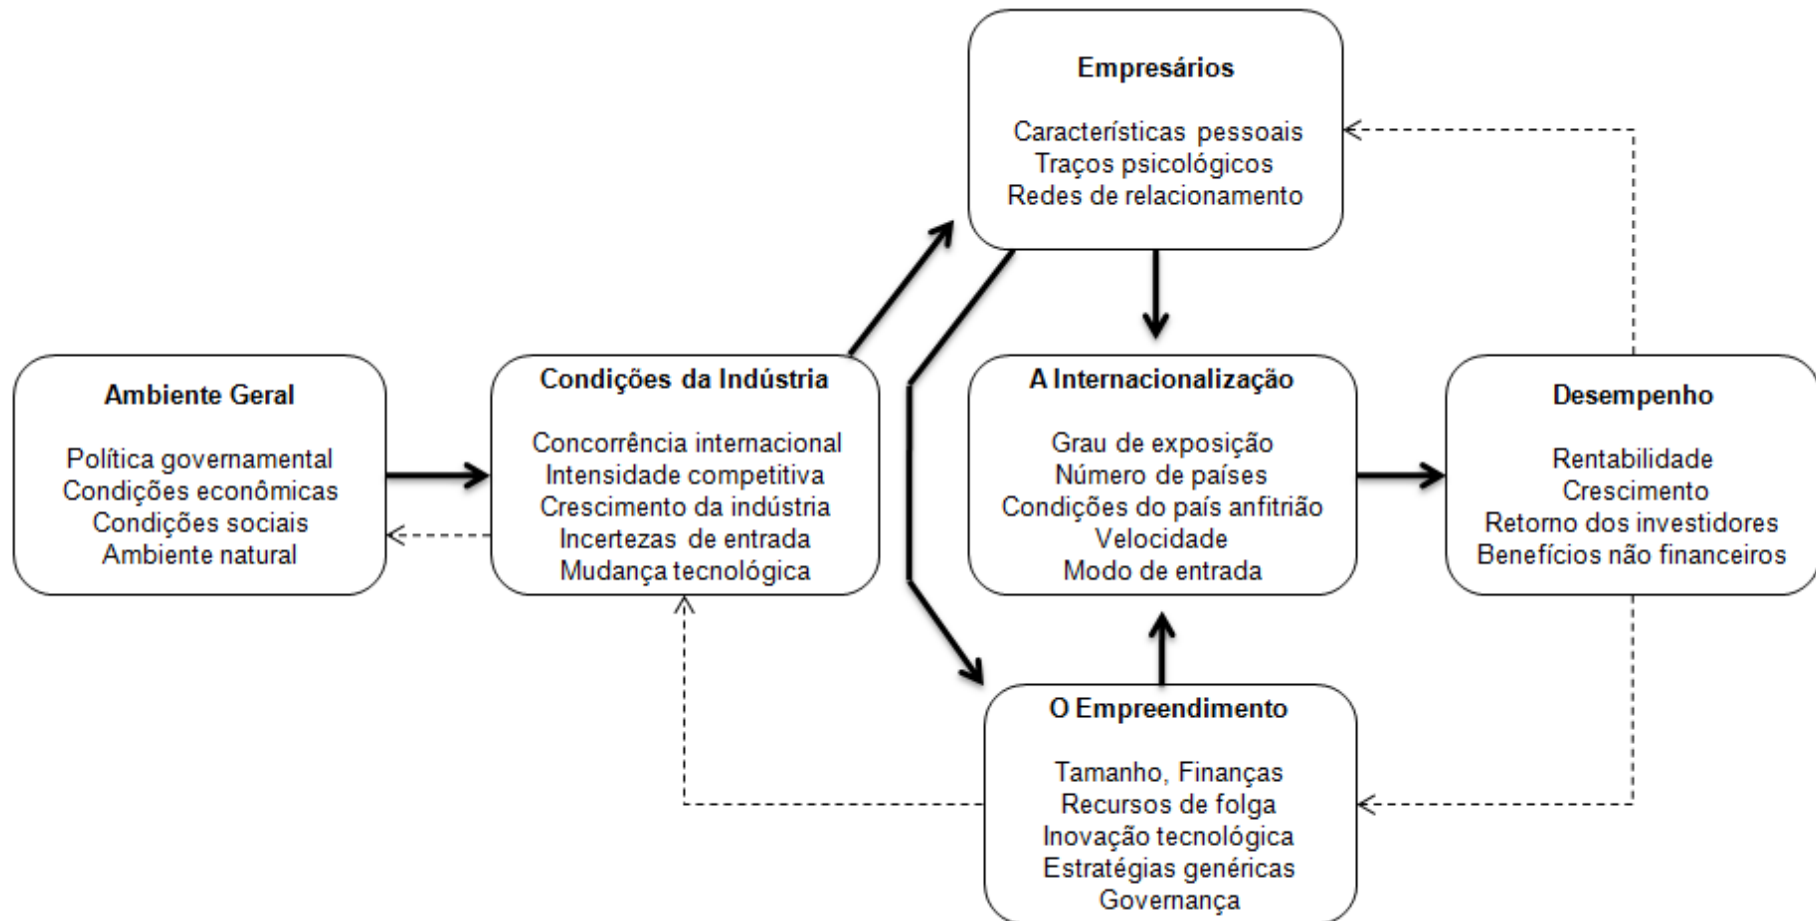 Empresários
Características pessoais
Traços psicológicos
Redes de relacionamento
Ambiente Geral
Política governamental
Condições econômicas
Condições sociais
Ambiente natural
Condições da Indústria
Concorrência internacional
Intensidade competitiva
Crescimento da indústria
Incertezas de entrada
Mudança tecnológica
A Internacionalização
Grau de exposição
Número de países
Condições do país anfitrião
Velocidade
Modo de entrada
Desempenho
Rentabilidade
Crescimento
Retorno dos investidores
Benefícios não financeiros
O Empreendimento
Tamanho, Finanças
Recursos de folga
Inovação tecnológica
Estratégias genéricas
Governança